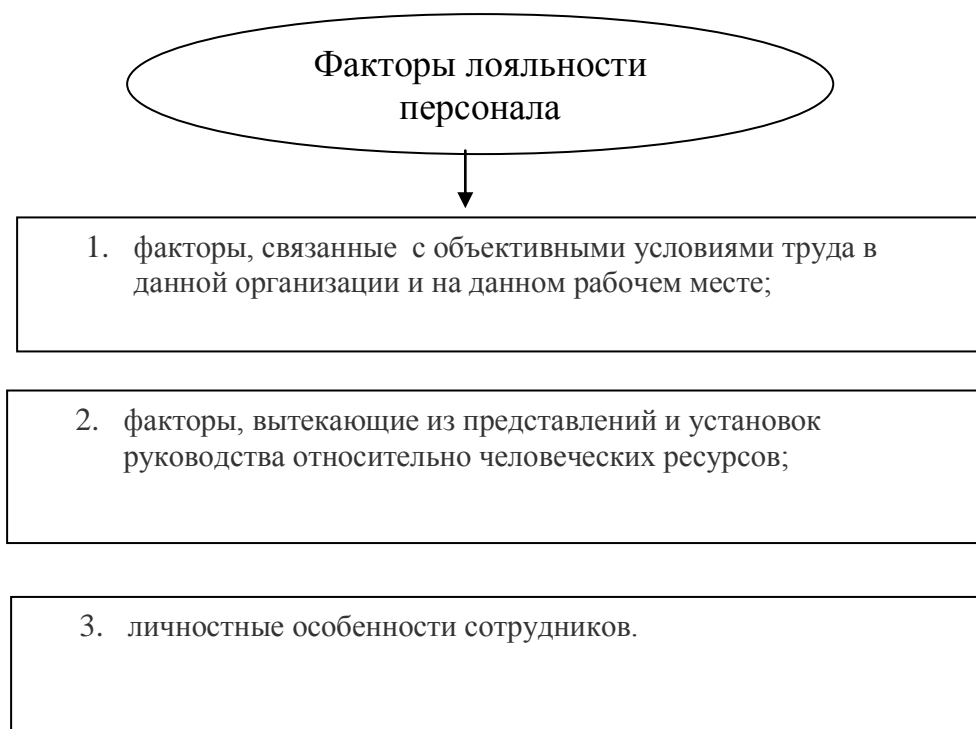 Факторы лояльности
персонала
1. факторы, связанные с объективными условиями труда в
данной организации и на данном рабочем месте;
2. факторы, вытекающие из представлений и установок
руководства относительно человеческих ресурсов;
3. личностные особенности сотрудников.